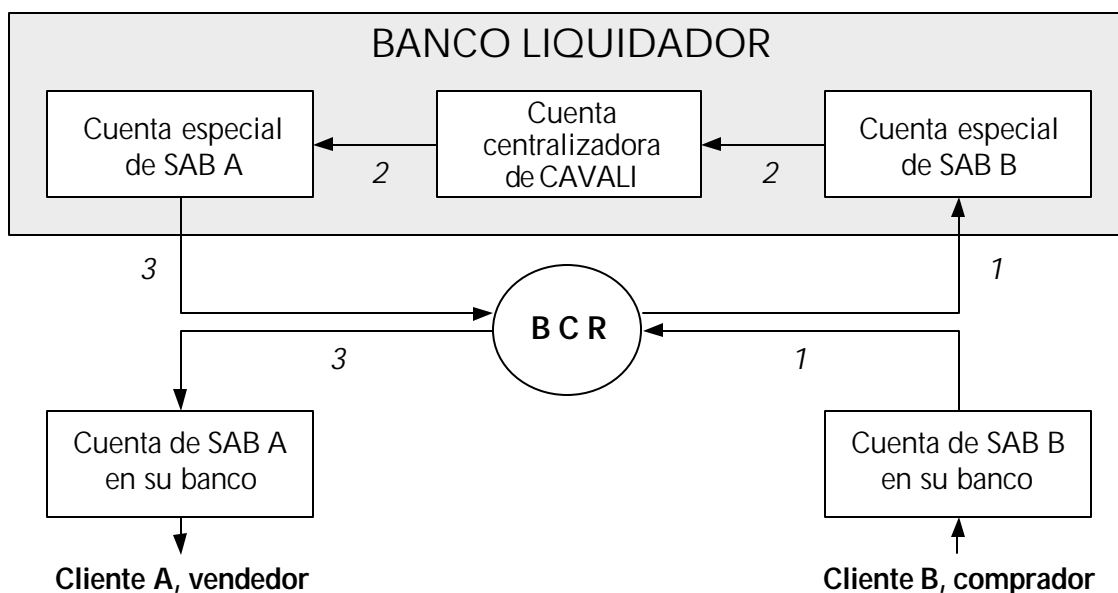 BANCO LIQUIDADOR
Cuenta especial
de SAB A
Cuenta
centralizadora
de CAVALI
Cuenta especial
de SAB B
2
2
3
1
B C R
3
1
Cuenta de SAB A
en su banco
Cuenta de SAB B
en su banco
Cliente A, vendedor
Cliente B, comprador